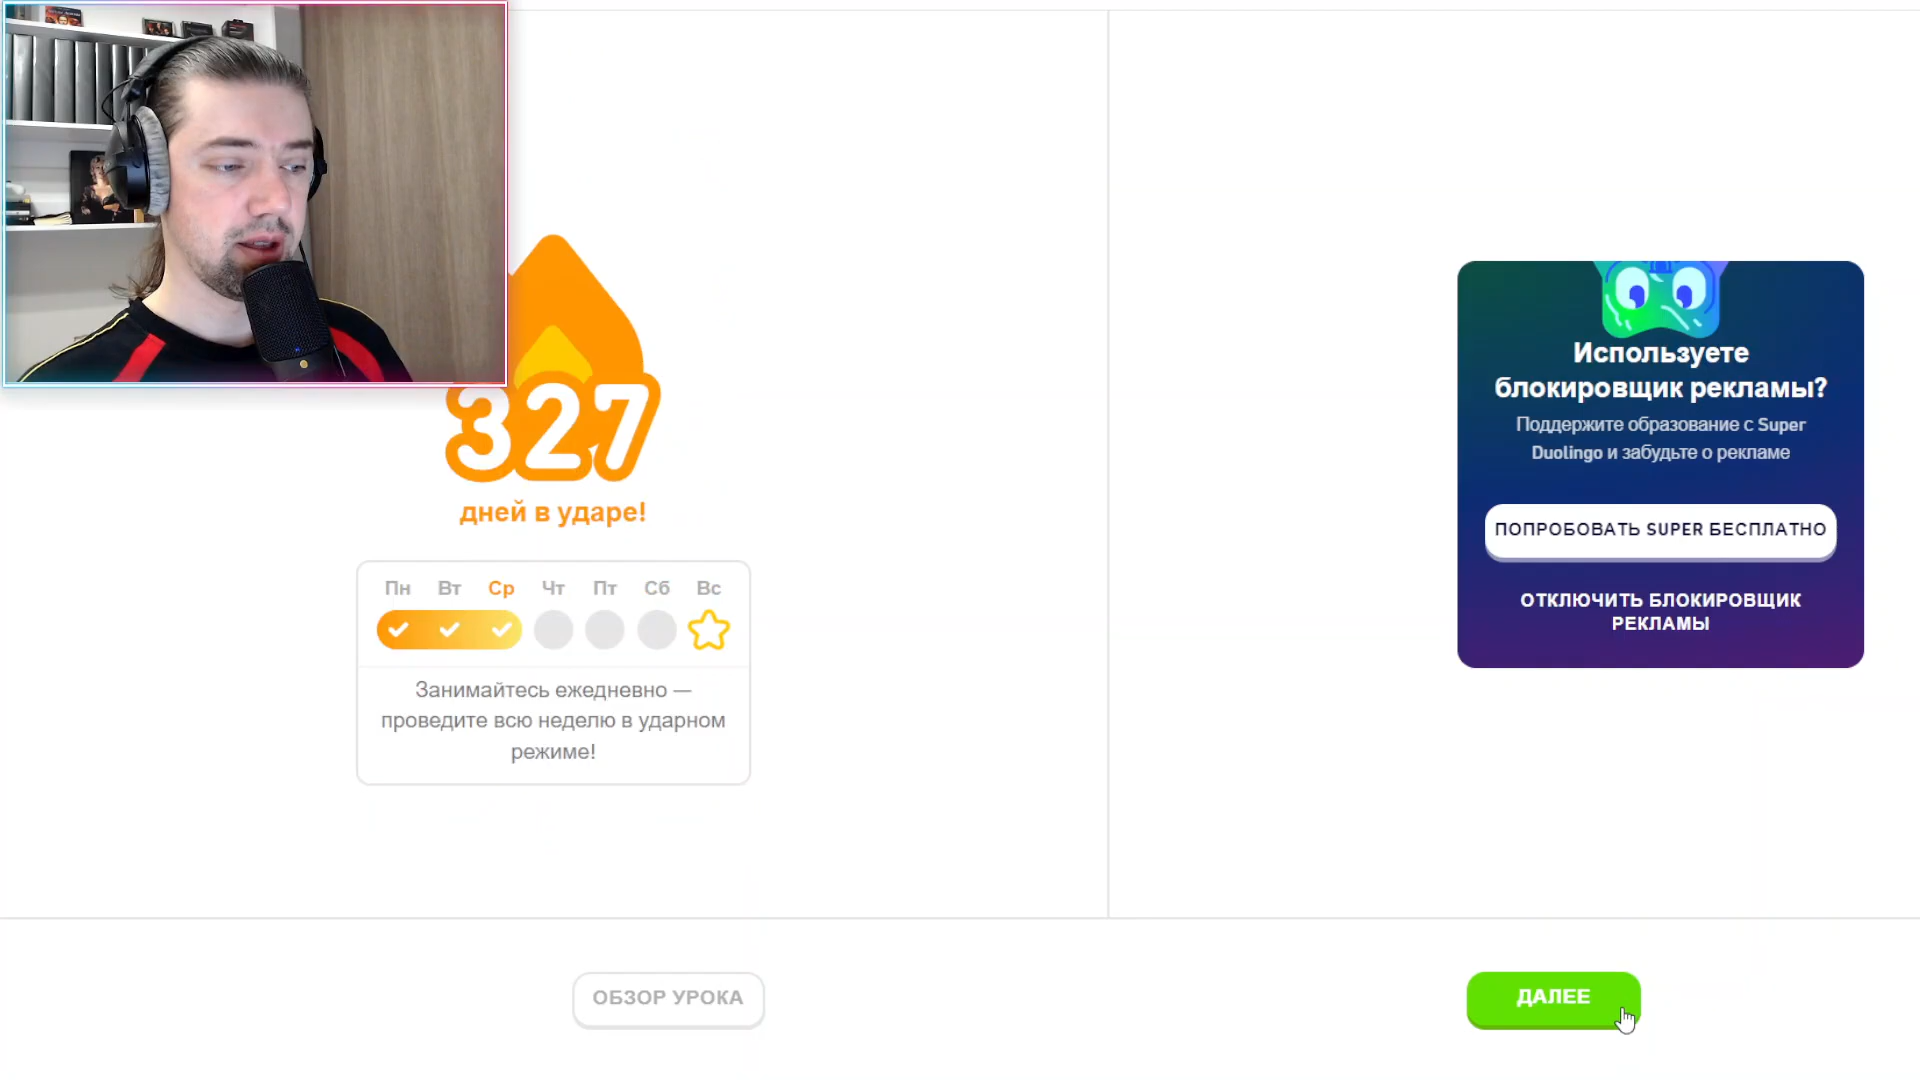 327
дней в ударе!
Пн Вт Ср Чт Пт Сб Вс
Занимайтесь ежедневно —
проведите всю неделю в ударном
режиме!
Используете
блокировщик рекламы?
Поддержите образование с Super
Duolingo и забудьте о рекламе
ПОПРОБОВАТЬ SUPER БЕСПЛАТНО
ОТКЛЮЧИТЬ БЛОКИРОВЩИК
РЕКЛАМЫ
ОБЗОР УРОКА
ДАЛЕЕ